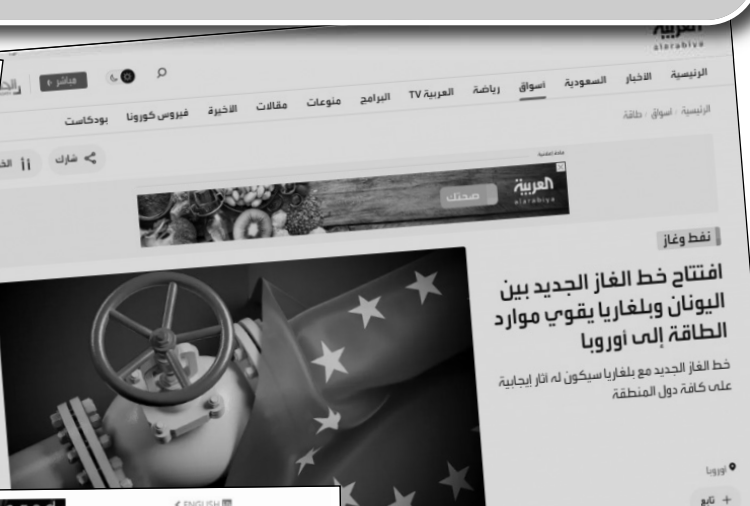 العربية
alarabiya
مباشر
الرئيسية الأخبار السعودية أسواق رياضة العربية TV البرامج منوعات مقالات الأخيرة فيروس كورونا بودكاست
الرئيسية أسواق طاقة
شارك
العربية
alarabiya
صحتك
نفط وغاز
افتتاح خط الغاز الجديد بين
اليونان وبلغاريا يقوي موارد
الطاقة إلى أوروبا
خط الغاز الجديد مع بلغاريا سيكون له آثار إيجابية
على كافة دول المنطقة
أوروبا
+ تابع
ENGLISH